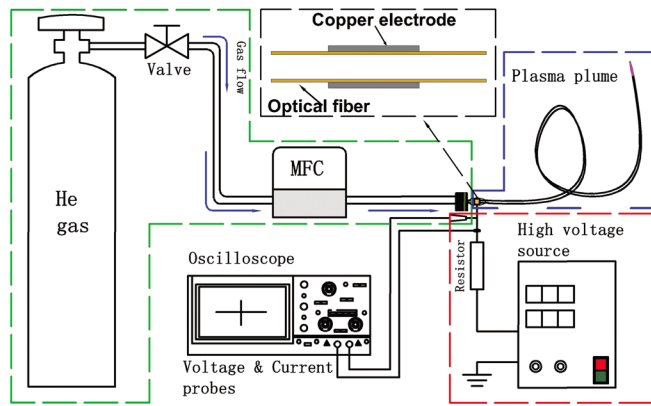 Copper electrode
Optical fiber
Valve
Gas flow
Plasma plume
MFC
He
gas
High voltage
source
Oscilloscope
Resistor
Voltage & Current
probes